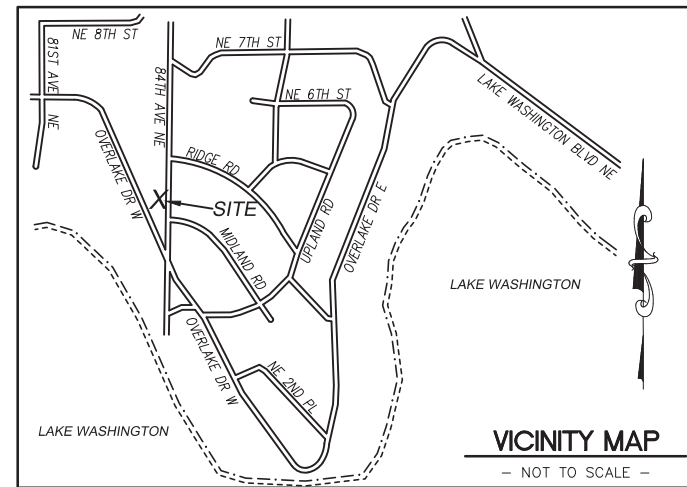 NE 8TH ST
81ST AVE NE
84TH AVE NE
NE 7TH ST
NE 6TH ST
LAKE WASHINGTON BLVD NE
OVERLAKE DR W
RIDGE RD
X
SITE
MIDLAND RD
UPLAND RD
OVERLAKE DR E
LAKE WASHINGTON
OVERLAKE DR W
NE 2ND PL
LAKE WASHINGTON
VICINITY MAP
– NOT TO SCALE –